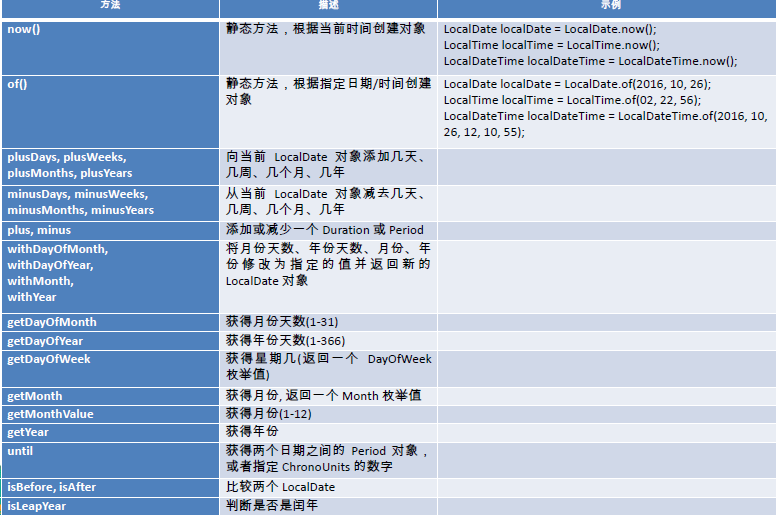 方法 描述 示例
now() 静态方法，根据当前时间创建对象 LocalDate localDate = LocalDate.now();
LocalTime localTime = LocalTime.now();
LocalDateTime localDateTime = LocalDateTime.now();
of() 静态方法，根据指定日期/时间创建 LocalDate localDate = LocalDate.of(2016, 10, 26);
对象 LocalTime localTime = LocalTime.of(02, 22, 56);
LocalDateTime localDateTime = LocalDateTime.of(2016, 10,
26, 12, 10, 55);
plusDays, plusWeeks, 向当前 LocalDate 对象添加几天、
plusMonths, plusYears 几周、几个月、几年
minusDays, minusWeeks, 从当前 LocalDate 对象减去几天、
minusMonths, minusYears 几周、几个月、几年
plus, minus 添加或减少一个 Duration 或 Period
withDayOfMonth, 将月份天数、年份天数、月份、年
withDayOfYear, 份修改为指定的值并返回新的
withMonth, LocalDate 对象
withYear
getDayOfMonth 获得月份天数(1-31)
getDayOfYear 获得年份天数(1-366)
getDayOfWeek 获得星期几(返回一个 DayOfWeek
枚举值)
getMonth 获得月份, 返回一个 Month 枚举值
getMonthValue 获得月份(1-12)
getYear 获得年份
until 获得两个日期之间的 Period 对象，
或者指定 ChronoUnits 的数字
isBefore, isAfter 比较两个 LocalDate
isLeapYear 判断是否是闰年